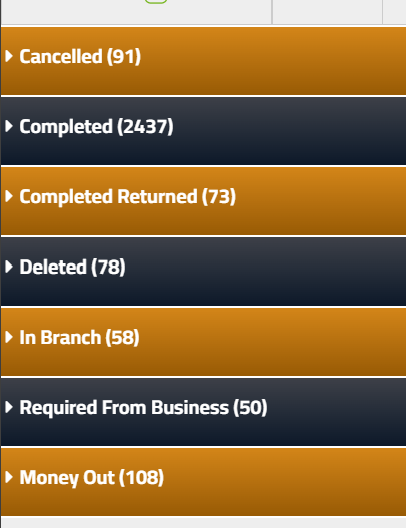 Cancelled (91)
Completed (2437)
Completed Returned (73)
Deleted (78)
In Branch (58)
Required From Business (50)
Money Out (108)